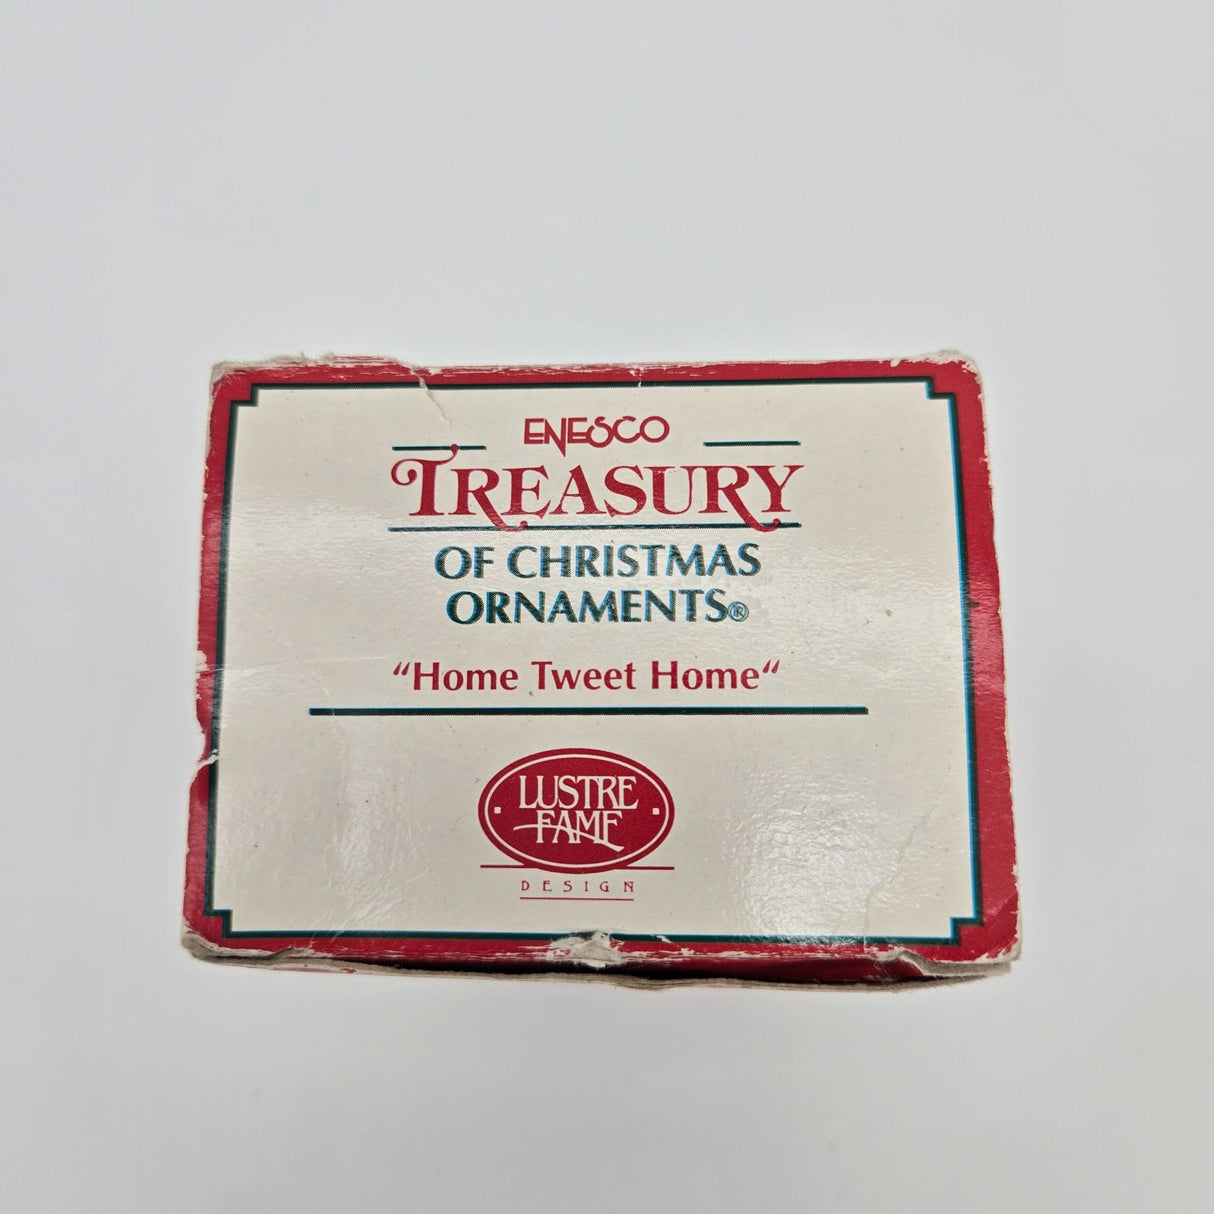 ENESCO
TREASURY
OF CHRISTMAS
ORNAMENTS®
“Home Tweet Home“
LUSTRE
FAME
DESIGN